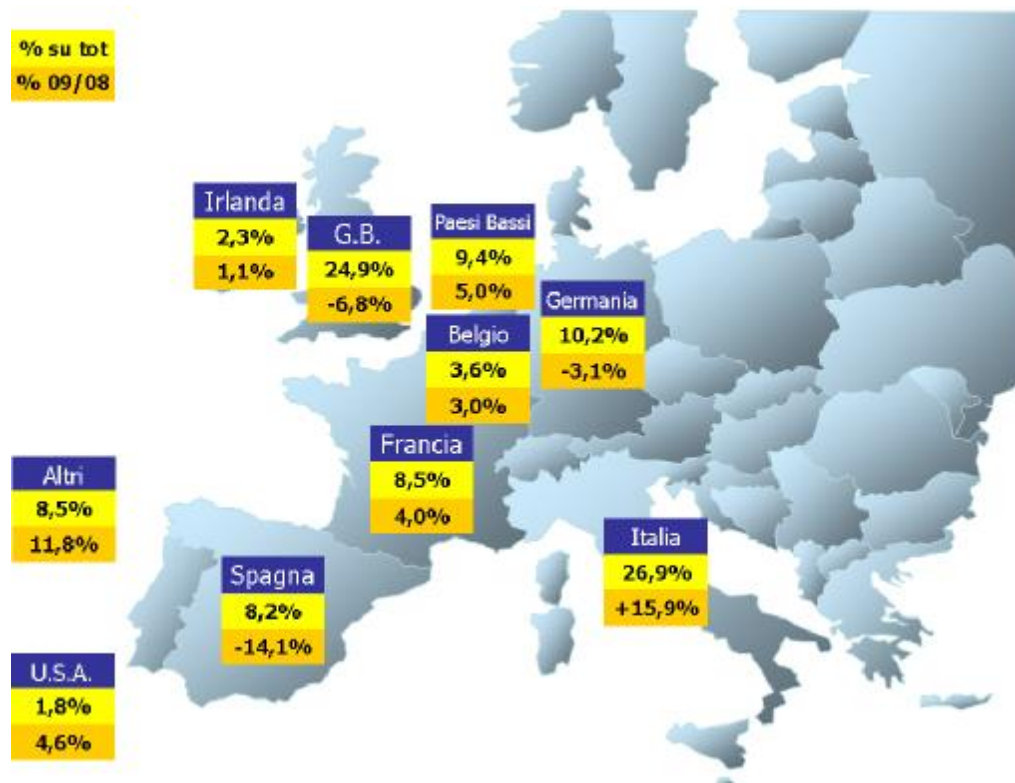 % su tot
% 09/08
Irlanda
2,3%
1,1%
G.B.
24,9%
-6,8%
Paesi Bassi
9,4%
5,0%
Germania
10,2%
-3,1%
Belgio
3,6%
3,0%
Francia
8,5%
4,0%
Altri
8,5%
11,8%
Italia
26,9%
+15,9%
Spagna
8,2%
-14,1%
U.S.A.
1,8%
4,6%